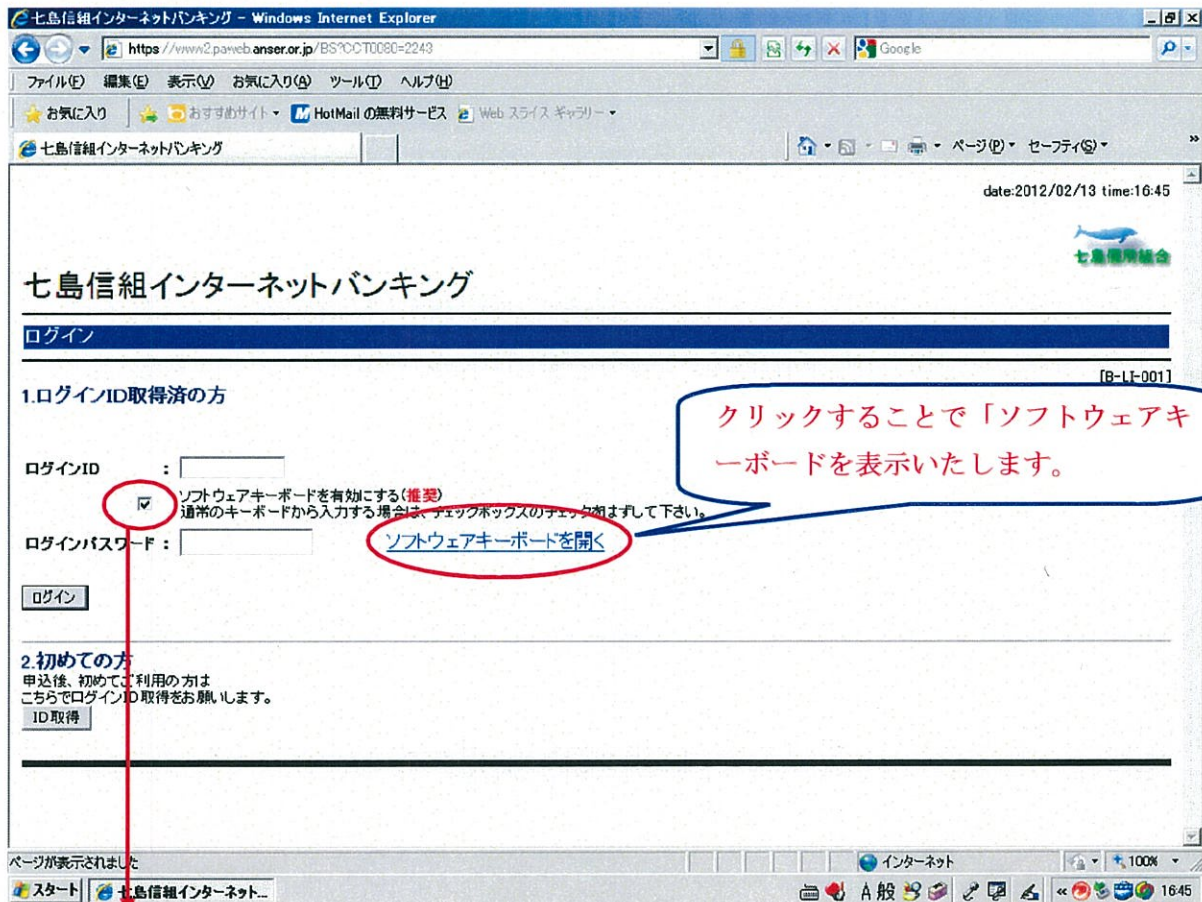 七島信組インターネットバンキング - Windows Internet Explorer
https://www2.paweb.anser.or.jp/BS?CCT0080=2243
Google
ファイル(F) 編集(E) 表示(V) お気に入り(A) ツール(T) ヘルプ(H)
お気に入り おすすめサイト HotMail の無料サービス Web スライス ギャラリー
七島信組インターネットバンキング ページ(P) セーフティ(S) »
date:2012/02/13 time:16:45
七島信用組合
七島信組インターネットバンキング
ログイン
[B-LI-001]
1.ログインID取得済の方
クリックすることで「ソフトウェアキ
ーボードを表示いたします。
ログインID :
ソフトウェアキーボードを有効にする(推奨)
通常のキーボードから入力する場合は、チェックボックスのチェックをはずして下さい。
ログインパスワード : ソフトウェアキーボードを開く
ログイン
2.初めての方
申込後、初めてご利用の方は
こちらでログインID取得をお願いします。
ID取得
ページが表示されました インターネット 100%
スタート 七島信組インターネット... A 般 « 16:45